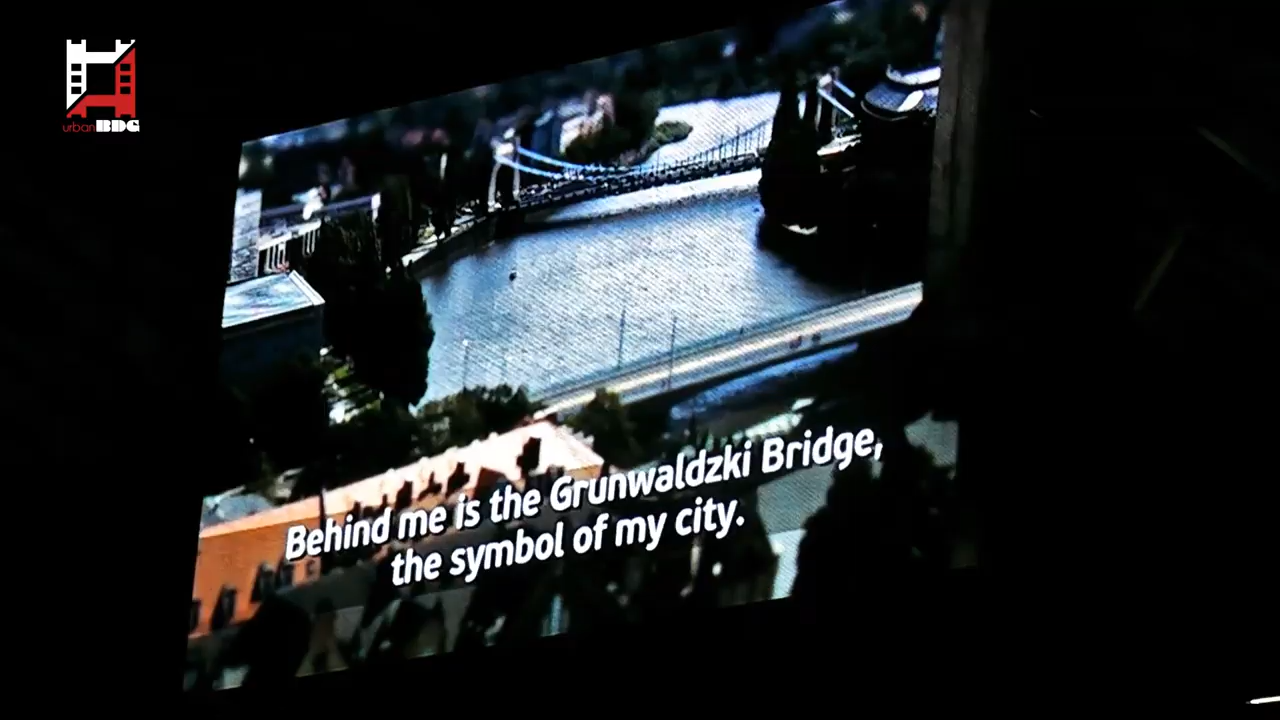 urbanBDG
Behind me is the Grunwaldzki Bridge,
the symbol of my city.